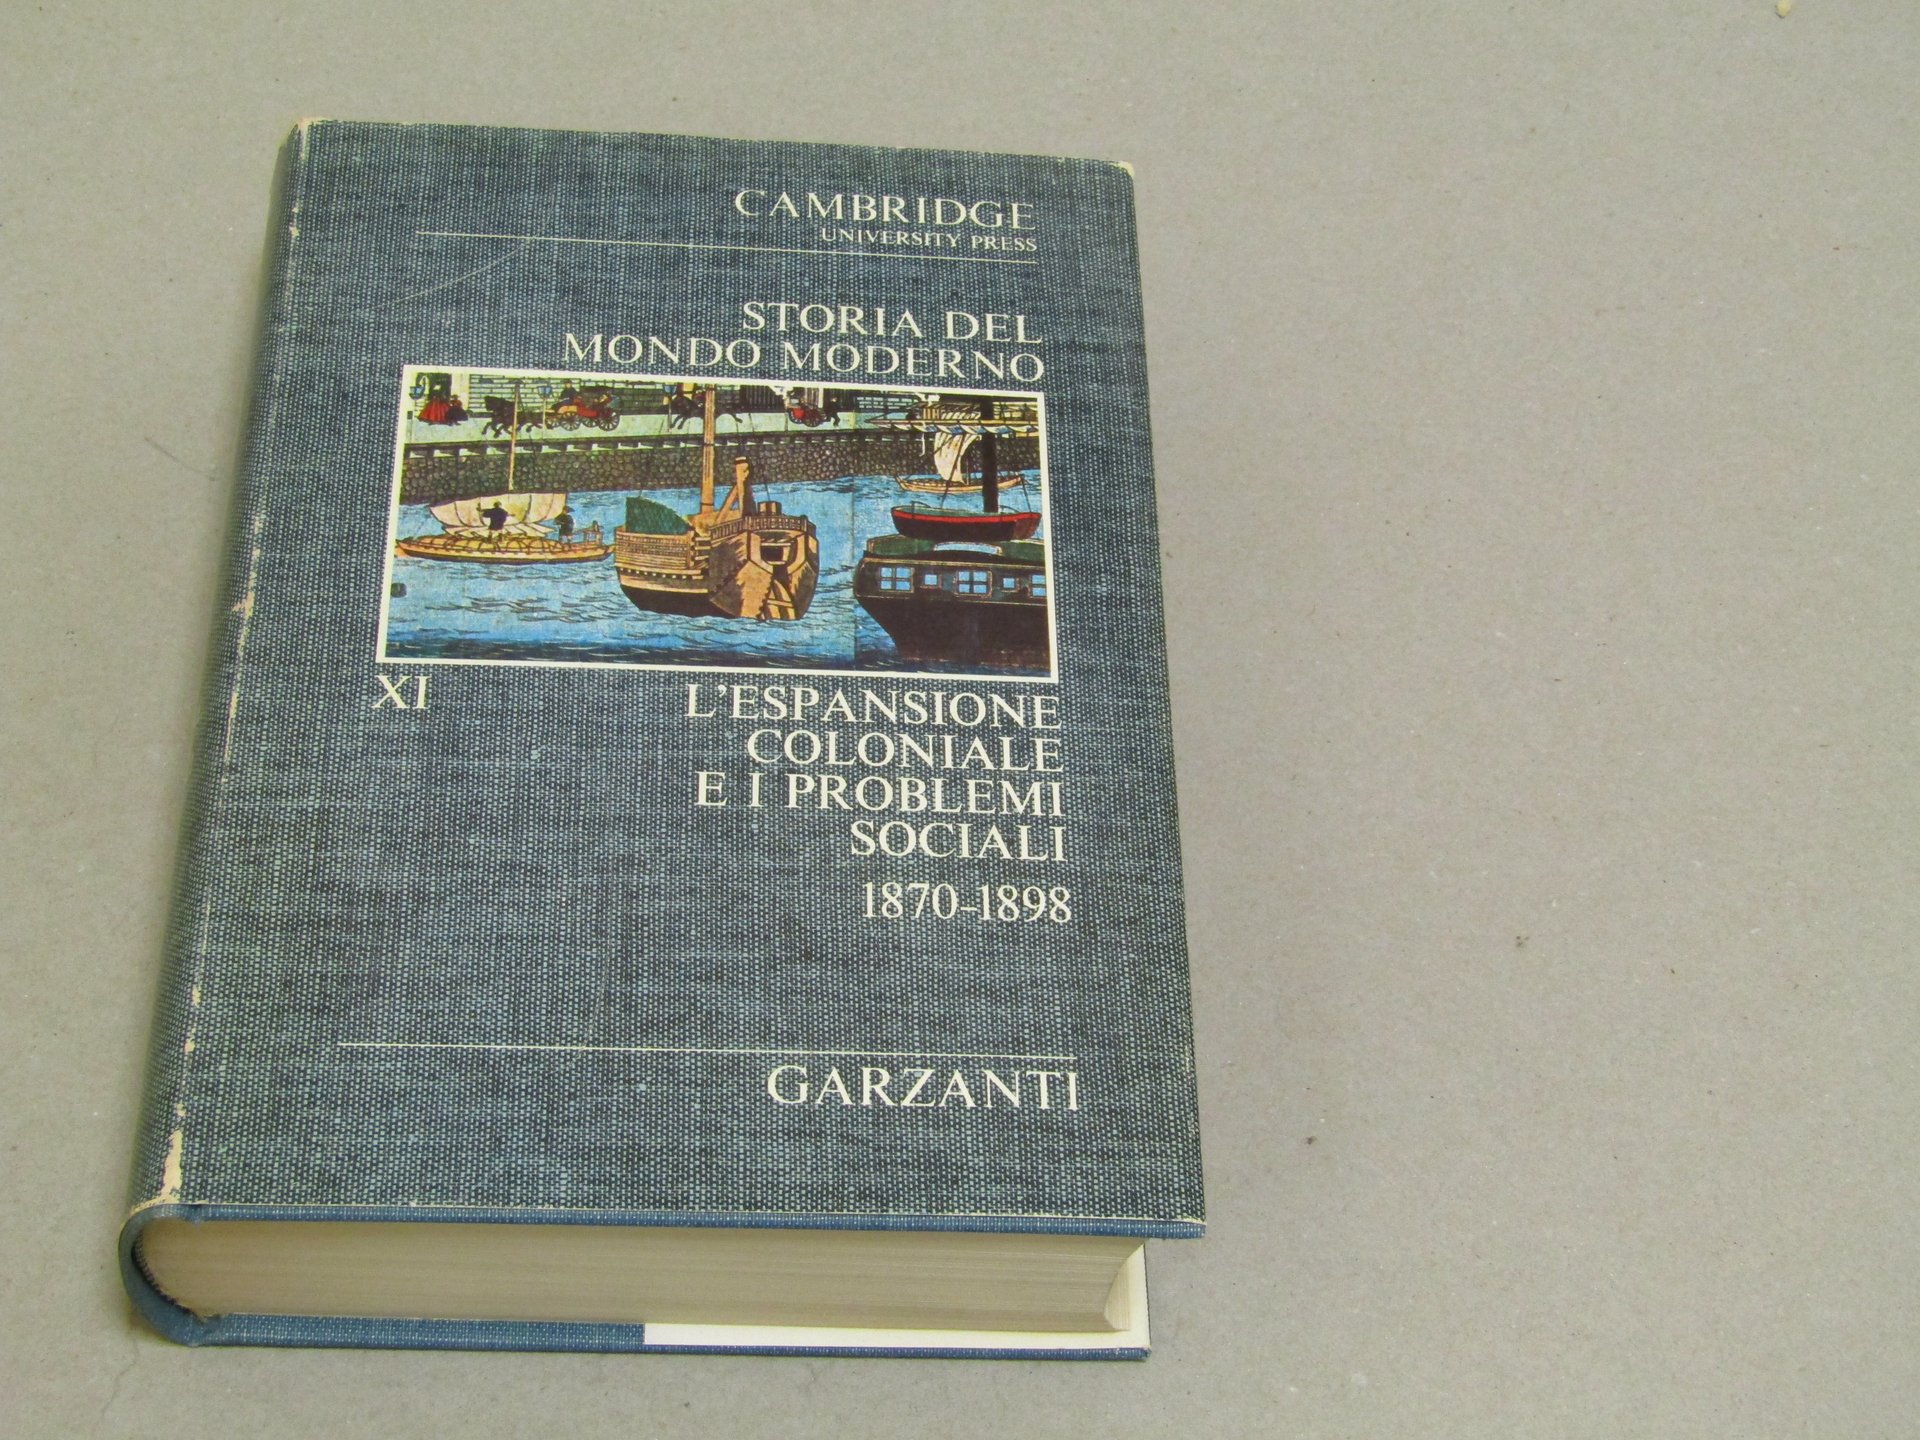 CAMBRIDGE
UNIVERSITY PRESS
STORIA DEL
MONDO MODERNO
XI
L'ESPANSIONE
COLONIALE
E I PROBLEMI
SOCIALI
1870-1898
GARZANTI